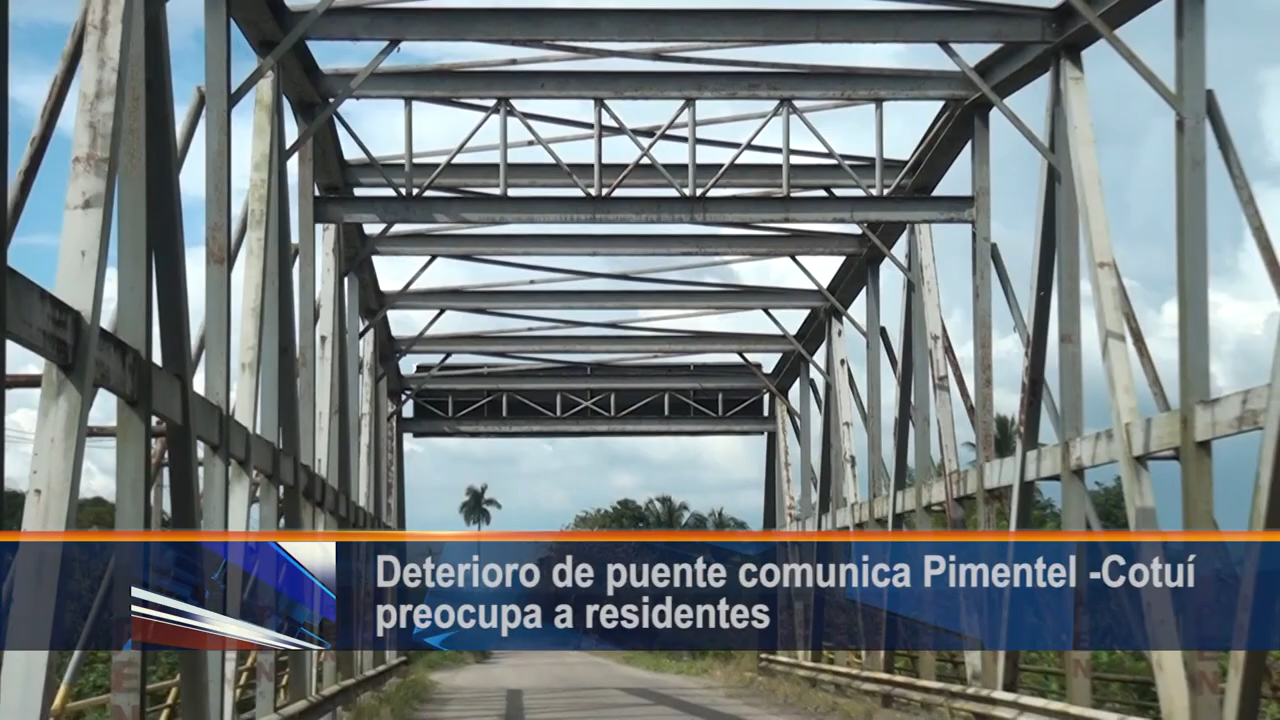 Deterioro de puente comunica Pimentel -Cotuí
preocupa a residentes